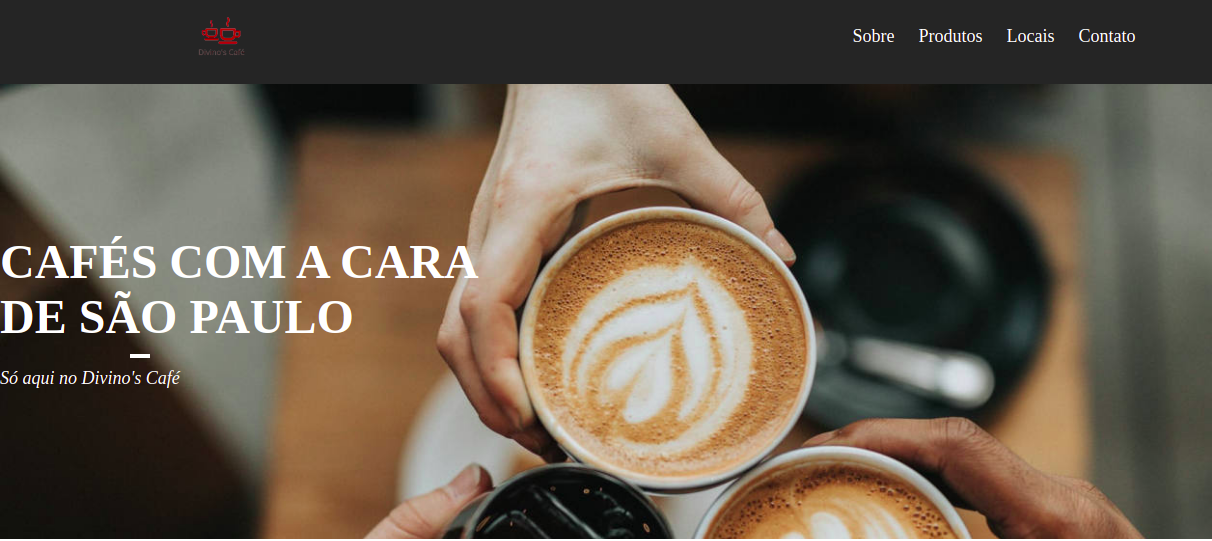 Divino's Café
Sobre Produtos Locais Contato
CAFÉS COM A CARA
DE SÃO PAULO
Só aqui no Divino's Café